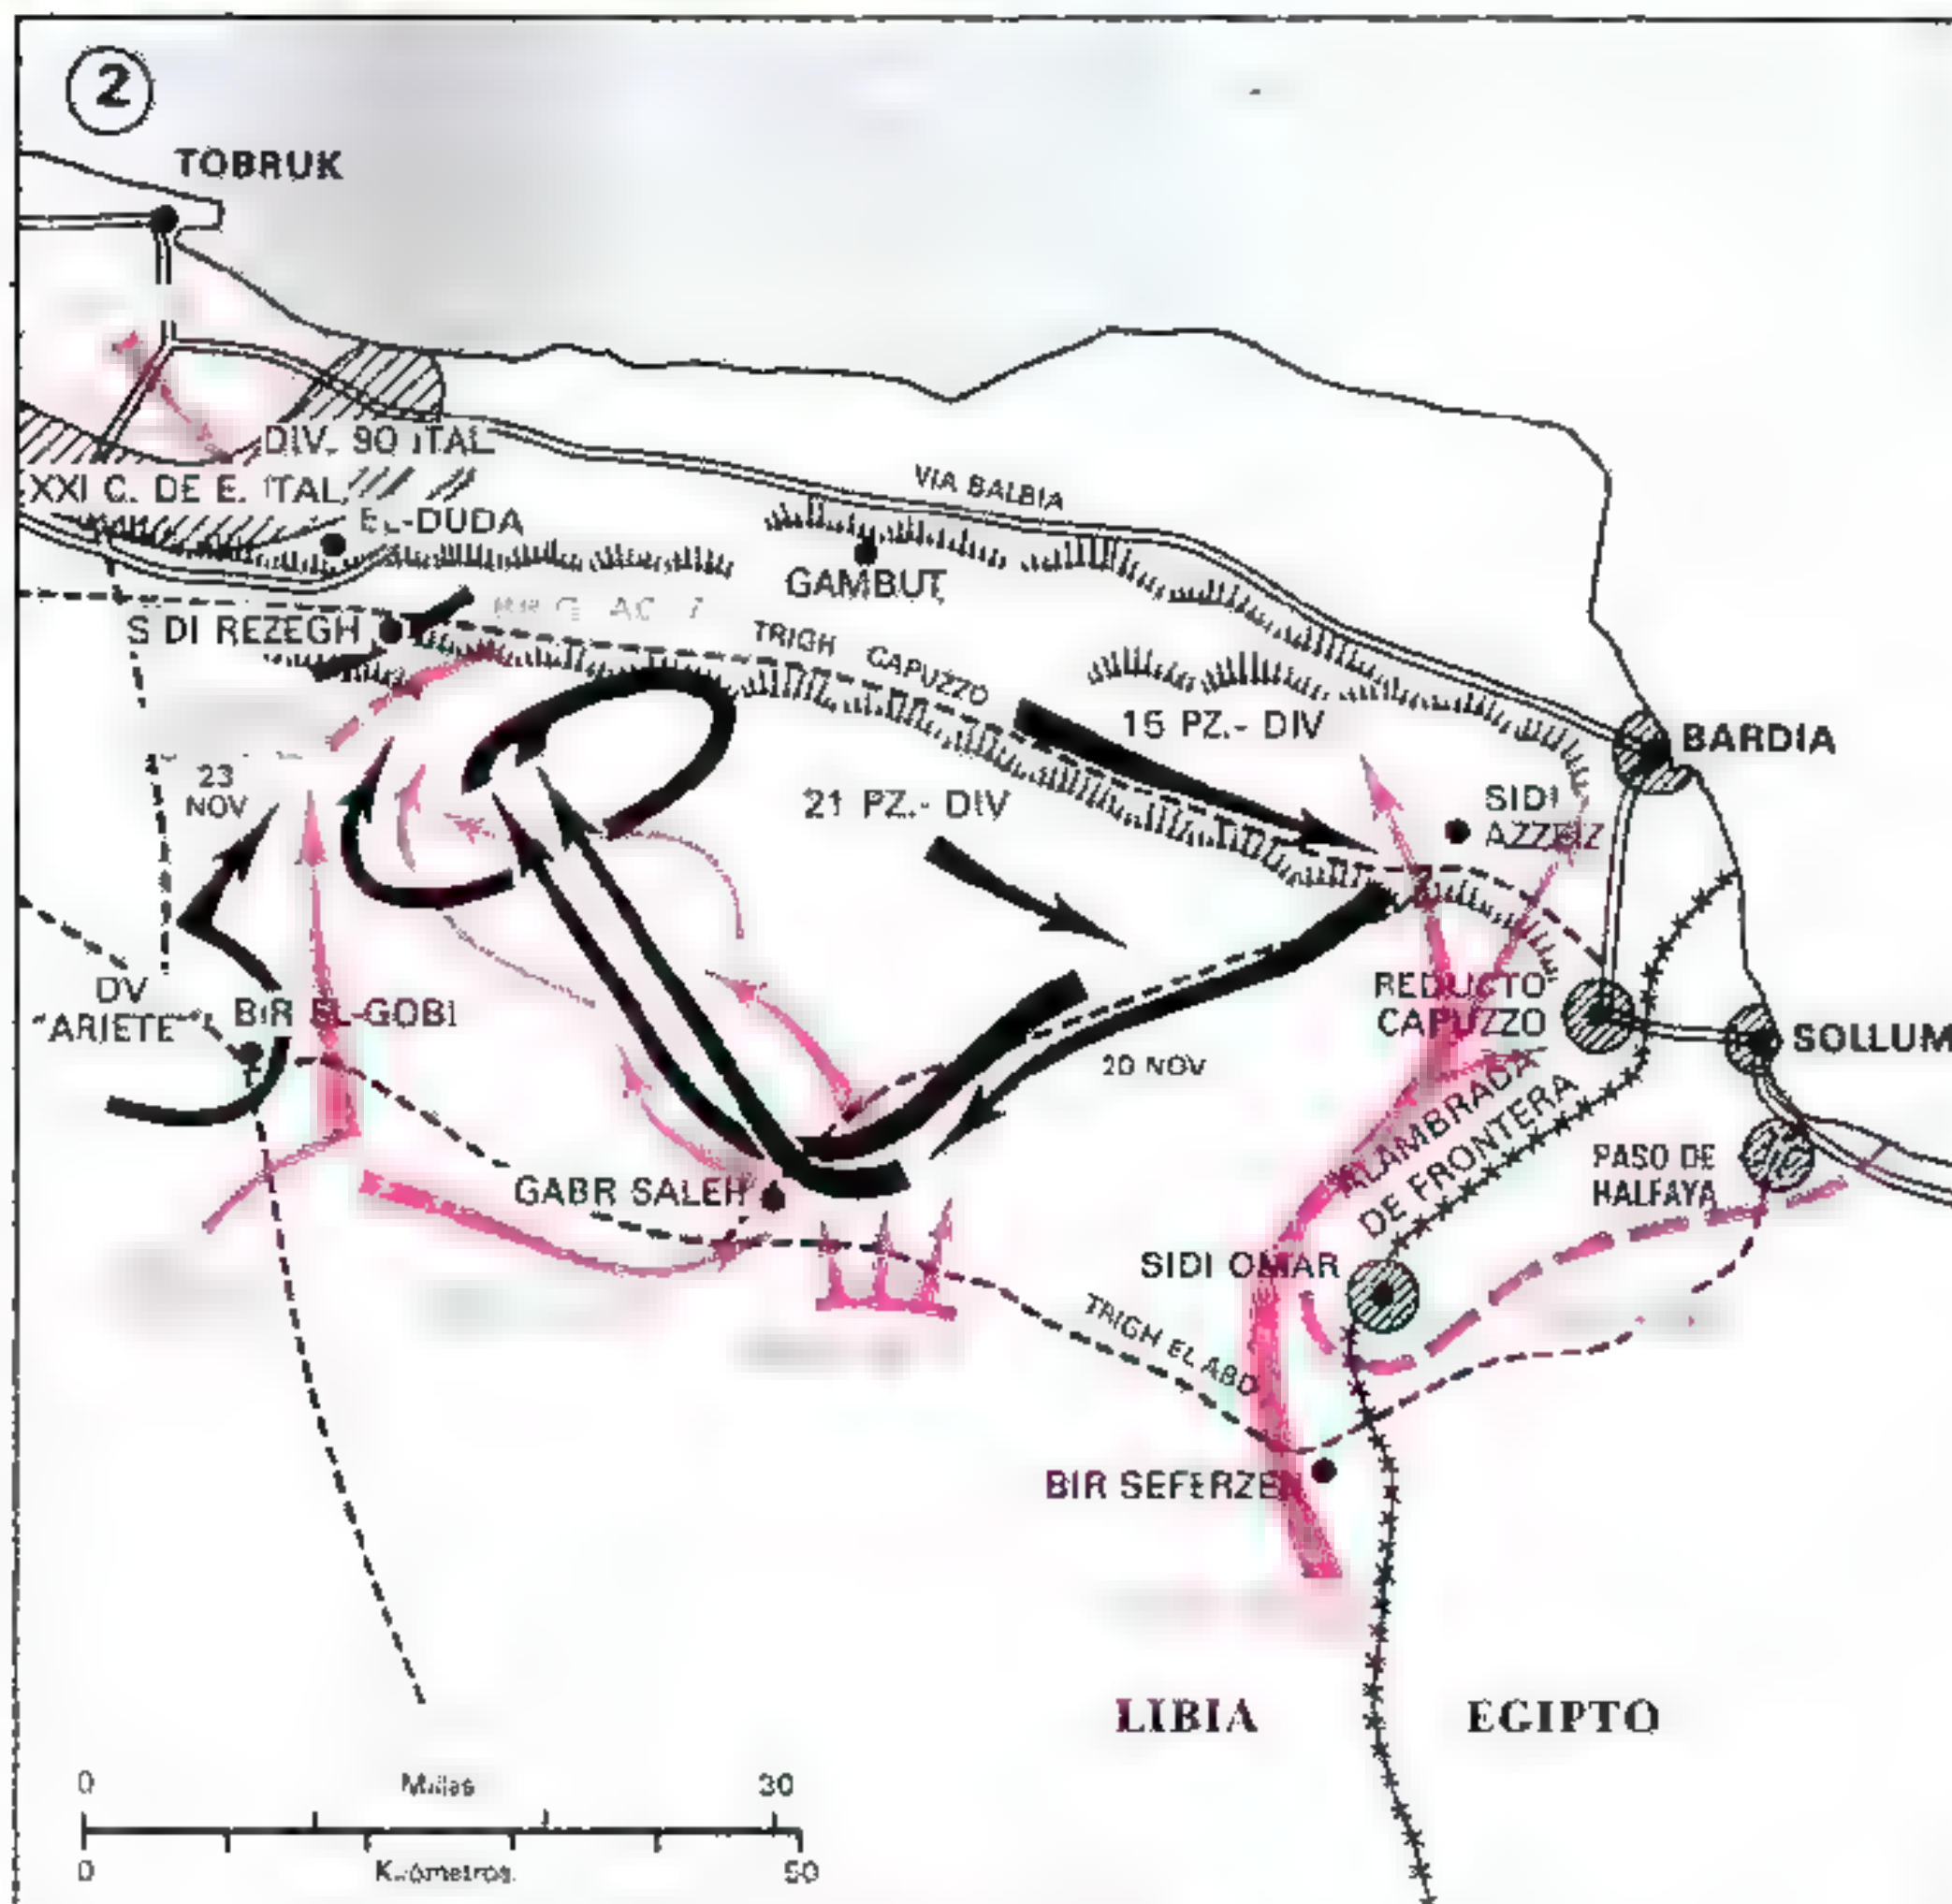 2
TOBRUK
DIV. 90 ITAL
XXI C. DE E. ITAL.
EL-DUDA
VIA BALBIA
GAMBUT
SIDI REZEGH
TRIGH CAPUZZO
15 PZ.- DIV
BARDIA
23
NOV
21 PZ.- DIV
SIDI
AZZEIZ
DV
"ARIETE"
BIR EL-GOBI
REDUCTO
CAPUZZO
SOLLUM
20 NOV
ALAMBRADA
DE FRONTERA
PASO DE
HALFAYA
GABR SALEH
SIDI OMAR
TRIGH EL ABD
BIR SEFERZEN
LIBIA
EGIPTO
0 Millas 30
0 Kilómetros 50